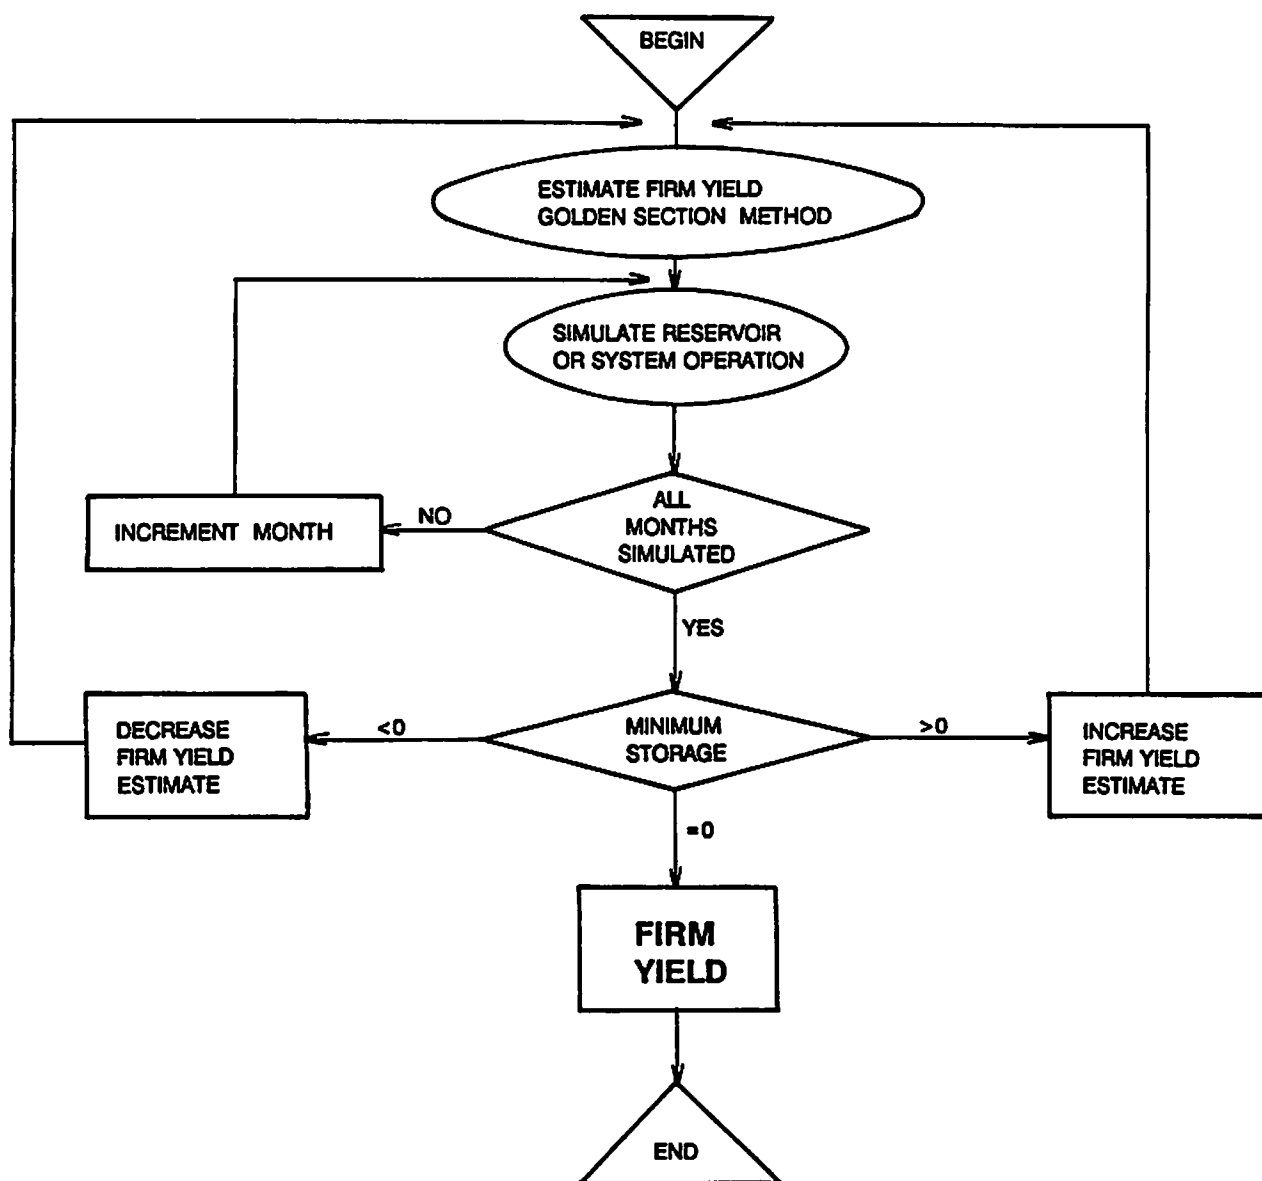 BEGIN
ESTIMATE FIRM YIELD
GOLDEN SECTION METHOD
SIMULATE RESERVOIR
OR SYSTEM OPERATION
ALL
MONTHS
SIMULATED
NO
INCREMENT MONTH
YES
MINIMUM
STORAGE
<0
DECREASE
FIRM YIELD
ESTIMATE
>0
INCREASE
FIRM YIELD
ESTIMATE
=0
FIRM
YIELD
END